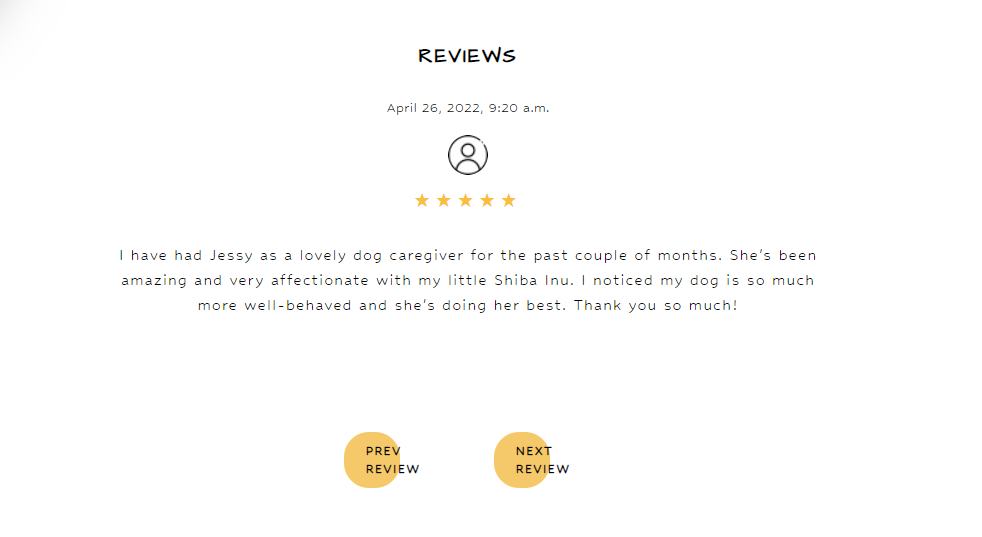 REVIEWS
April 26, 2022, 9:20 a.m.
I have had Jessy as a lovely dog caregiver for the past couple of months. She's been
amazing and very affectionate with my little Shiba Inu. I noticed my dog is so much
more well-behaved and she's doing her best. Thank you so much!
PREV
REVIEW
NEXT
REVIEW